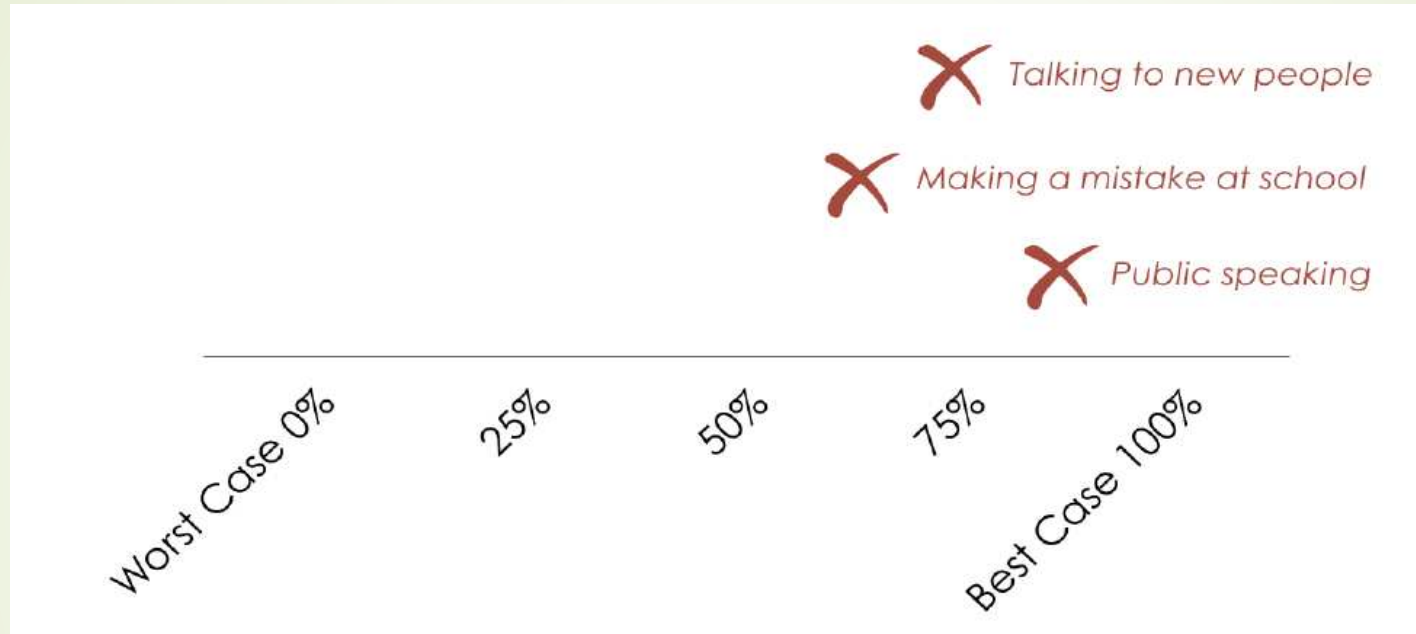 Talking to new people
Making a mistake at school
Public speaking
Worst Case 0%
25%
50%
75%
Best Case 100%